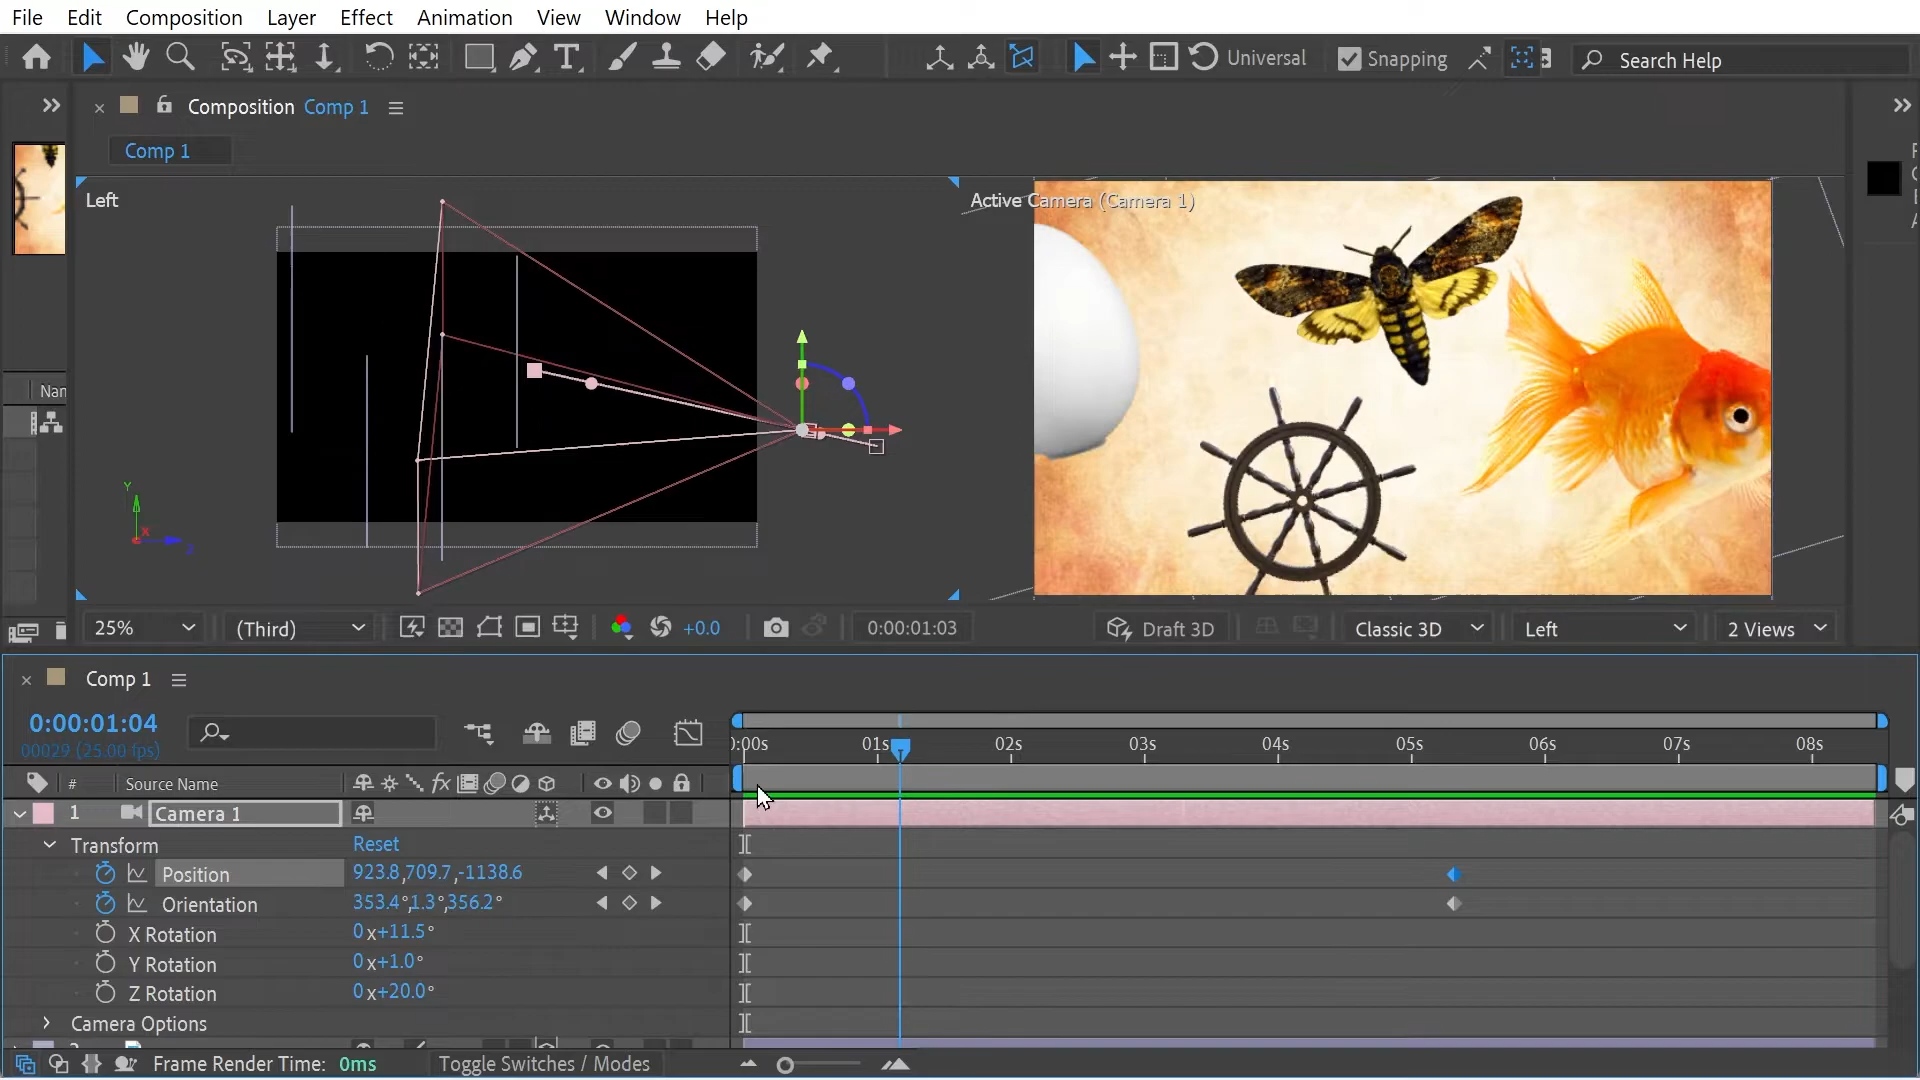 File Edit Composition Layer Effect Animation View Window Help
Universal Snapping Search Help
Composition Comp 1
Comp 1
Left
Active Camera (Camera 1)
Nan
Y
X
Z
25% (Third) +0.0 0:00:01:03 Draft 3D Classic 3D Left 2 Views
Comp 1
0:00:01:04
00029 (25.00 fps)
0:00s 01s 02s 03s 04s 05s 06s 07s 08s
# Source Name fx
1 Camera 1
Transform Reset
Position 923.8,709.7,-1138.6
Orientation 353.4°,1.3°,356.2°
X Rotation 0x+11.5°
Y Rotation 0x+1.0°
Z Rotation 0x+20.0°
Camera Options
Frame Render Time: 0ms Toggle Switches / Modes